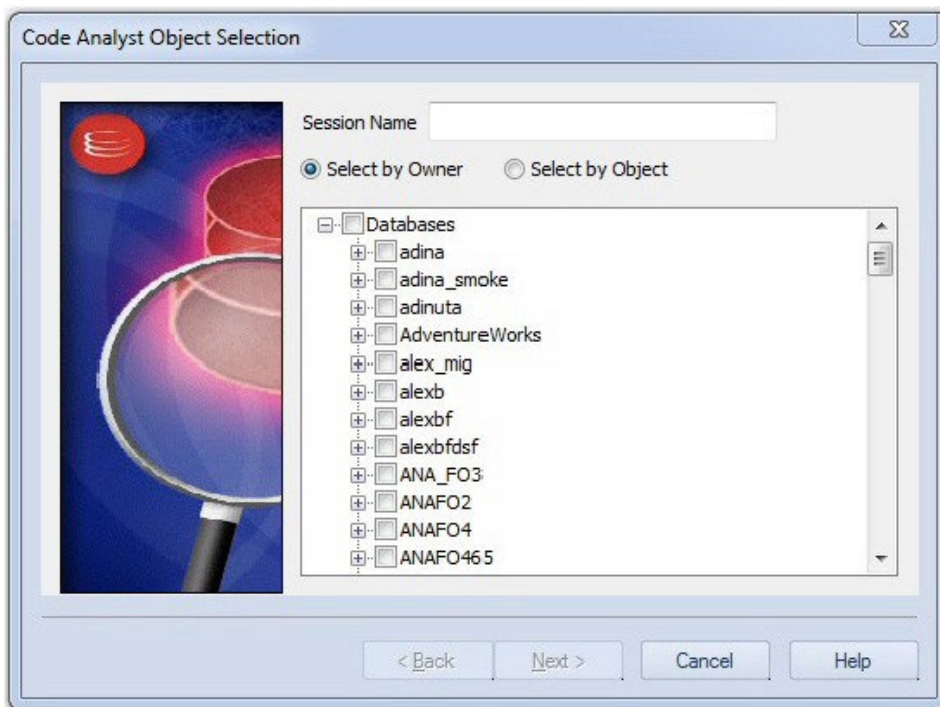 Code Analyst Object Selection
Session Name
Select by Owner Select by Object
Databases
adina
adina_smoke
adinuta
AdventureWorks
alex_mig
alexb
alexbf
alexbfdsf
ANA_FO3
ANAFO2
ANAFO4
ANAFO465
< Back Next > Cancel Help